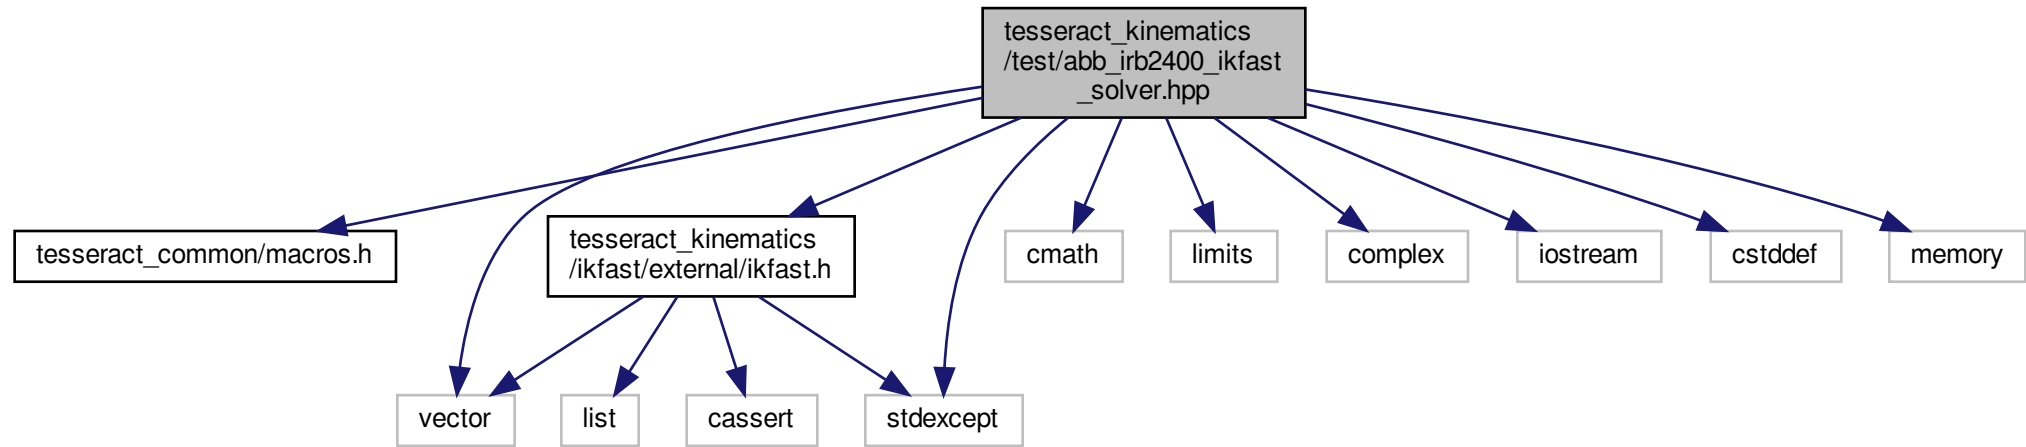 tesseract_kinematics
/test/abb_irb2400_ikfast
_solver.hpp
tesseract_common/macros.h
tesseract_kinematics
/ikfast/external/ikfast.h
cmath
limits
complex
iostream
cstddef
memory
vector
list
cassert
stdexcept